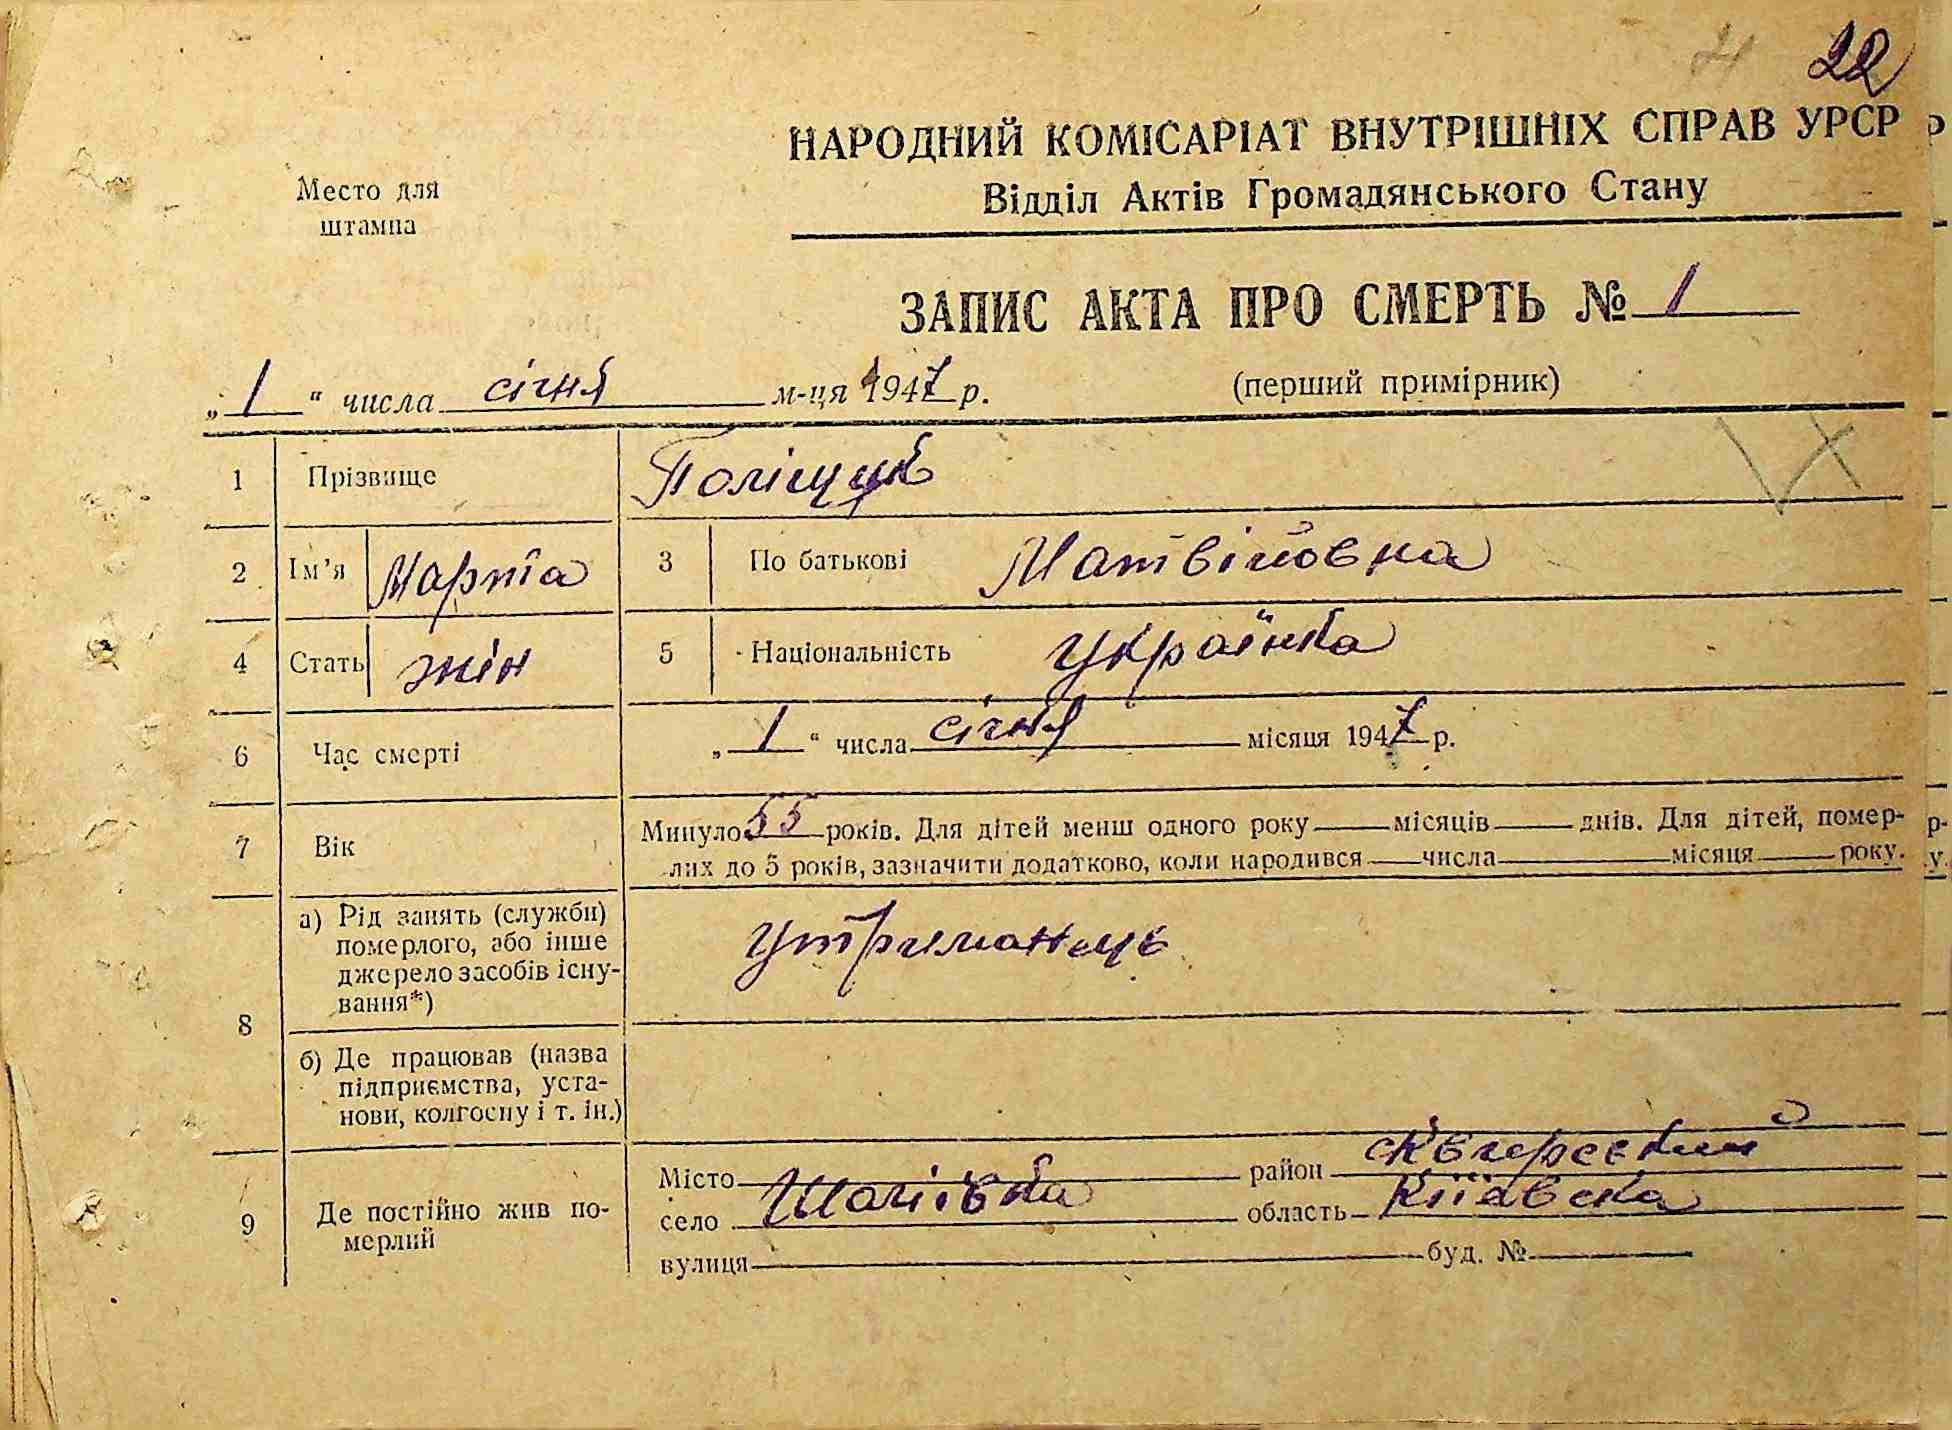 22
НАРОДНИЙ КОМІСАРІАТ ВНУТРІШНІХ СПРАВ УРСР
Відділ Актів Громадянського Стану
Место для
штампа
ЗАПИС АКТА ПРО СМЕРТЬ № 1
„1“ числа січня м-ця 1947 р.
(перший примірник)
1 Прізвище Поліщук
2 Ім’я Марта 3 По батькові Матвійовна
4 Стать жін 5 Національність Українка
6 Час смерті „1“ числа січня місяця 1947 р.
7 Вік Минуло 55 років. Для дітей менш одного року — місяців — днів. Для дітей, помер-
лих до 5 років, зазначити додатково, коли народився — числа — місяця — року.
8 а) Рід занять (служби)
померлого, або інше
джерело засобів існу-
вання*)
Утриманець
б) Де працював (назва
підприємства, уста-
нови, колгоспу і т. ін.)
9 Де постійно жив по-
мерлий
Місто район сквирский
село Шаліївка область Київска
вулиця буд. №